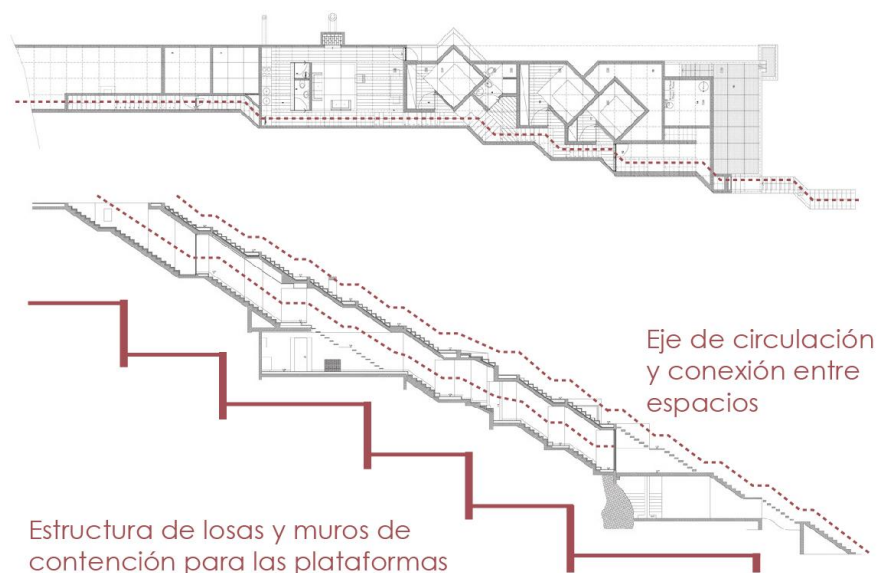 Eje de circulación
y conexión entre
espacios
Estructura de losas y muros de
contención para las plataformas